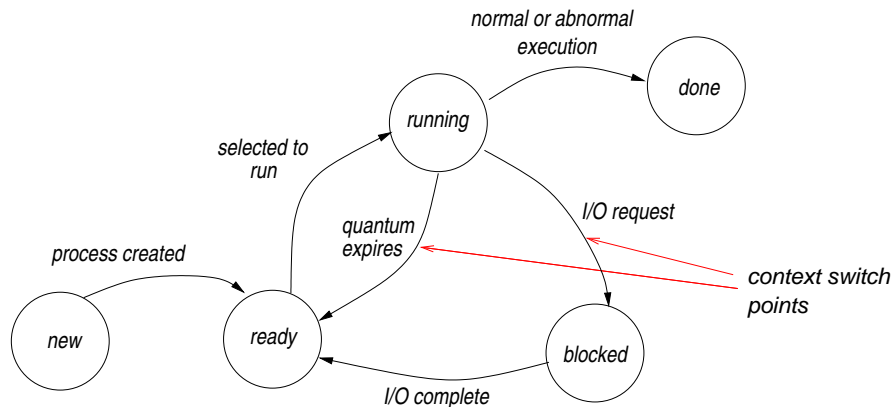 normal or abnormal
execution
done
running
selected to
run
I/O request
quantum
expires
process created
context switch
points
new
ready
blocked
I/O complete